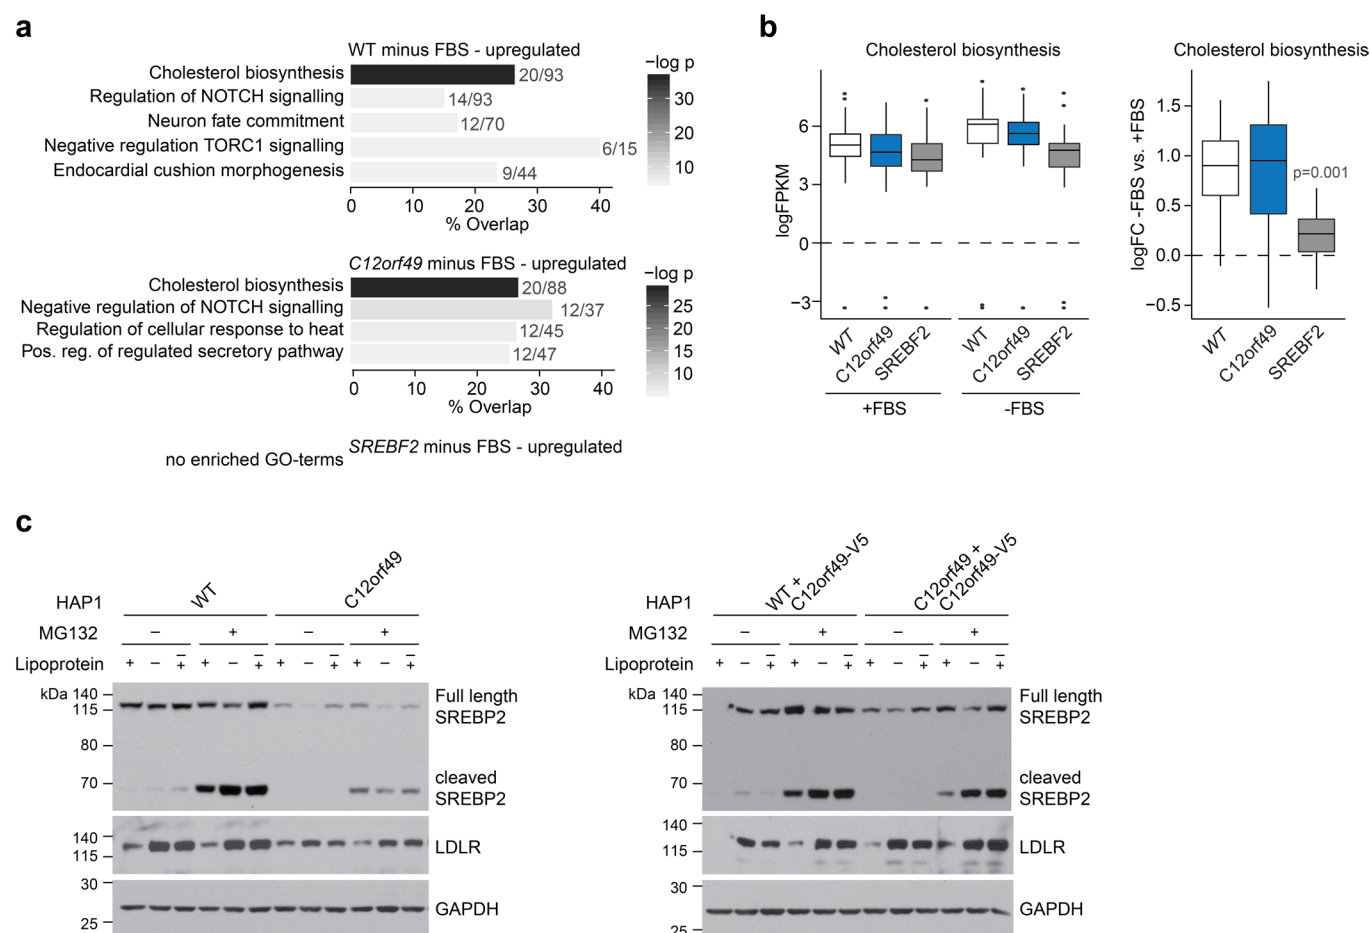 a
WT minus FBS - upregulated
Cholesterol biosynthesis 20/93
Regulation of NOTCH signalling 14/93
Neuron fate commitment 12/70
Negative regulation TORC1 signalling 6/15
Endocardial cushion morphogenesis 9/44
0 10 20 30 40
% Overlap
−log p
30
20
10
C12orf49 minus FBS - upregulated
Cholesterol biosynthesis 20/88
Negative regulation of NOTCH signalling 12/37
Regulation of cellular response to heat 12/45
Pos. reg. of regulated secretory pathway 12/47
0 10 20 30 40
% Overlap
−log p
25
20
15
10
SREBF2 minus FBS - upregulated
no enriched GO-terms
b
Cholesterol biosynthesis
logFPKM
6
3
0
−3
WT C12orf49 SREBF2 WT C12orf49 SREBF2
+FBS -FBS
Cholesterol biosynthesis
logFC -FBS vs. +FBS
1.5
1.0
0.5
0.0
−0.5
p=0.001
WT C12orf49 SREBF2
c
HAP1 WT C12orf49
MG132 − + − +
Lipoprotein + − −/+ + − −/+ + − −/+ + − −/+
kDa 140
115
80
70
Full length
SREBP2
cleaved
SREBP2
140
115
LDLR
30
25
GAPDH
HAP1 WT + C12orf49-V5 C12orf49 + C12orf49-V5
MG132 − + − +
Lipoprotein + − −/+ + − −/+ + − −/+ + − −/+
kDa 140
115
80
70
Full length
SREBP2
cleaved
SREBP2
140
115
LDLR
30
25
GAPDH